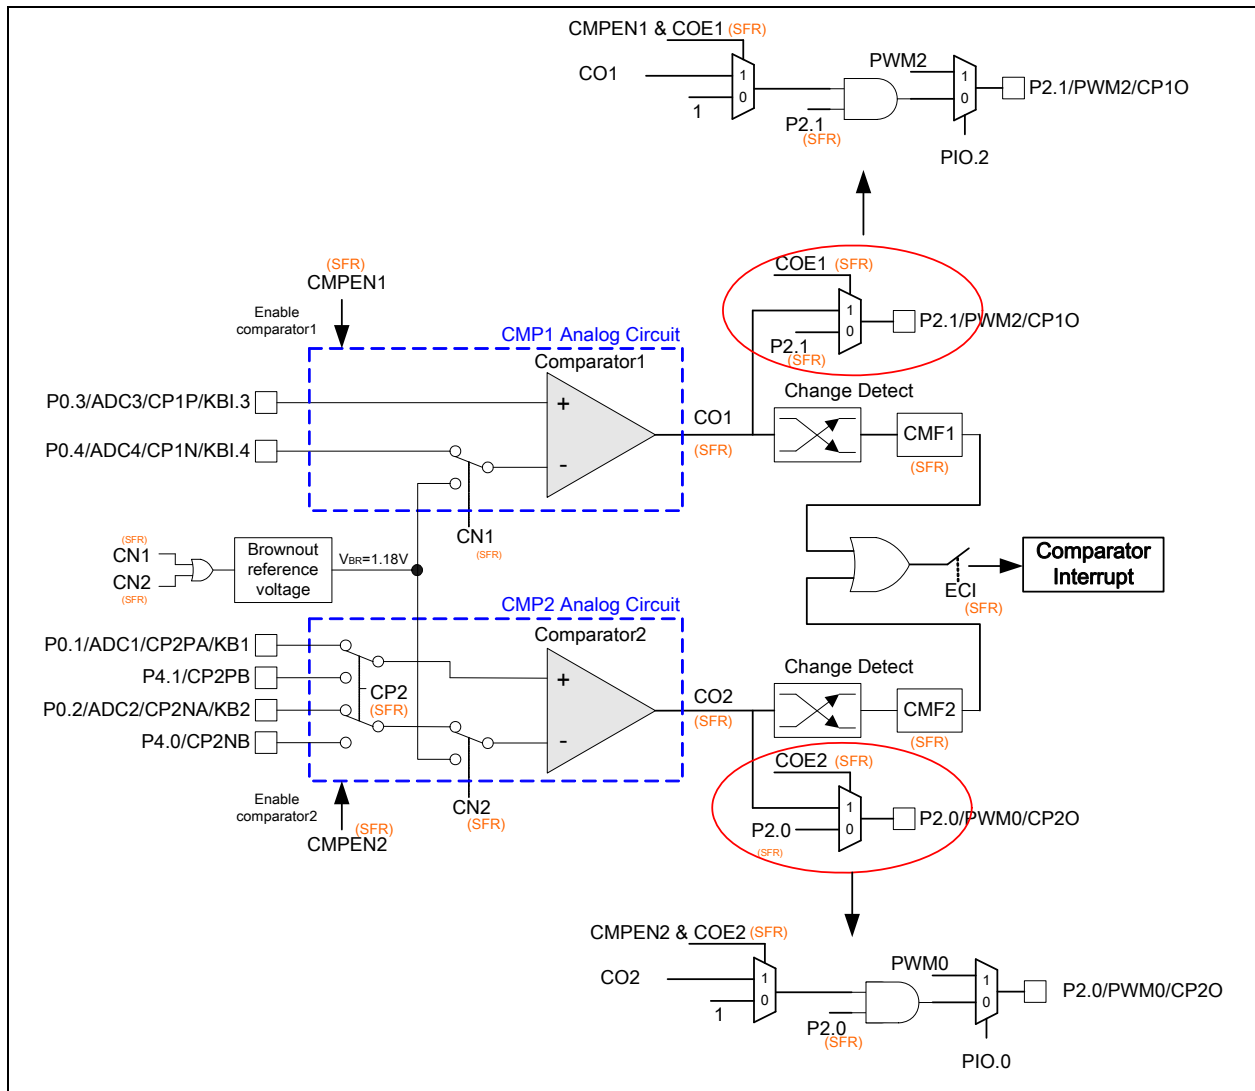 CMPEN1 & COE1 (SFR)
CO1
1
0
1
P2.1
(SFR)
PWM2
1
0
P2.1/PWM2/CP1O
PIO.2
(SFR)
CMPEN1
Enable
comparator1
COE1 (SFR)
1
0
P2.1/PWM2/CP1O
P2.1
(SFR)
CMP1 Analog Circuit
Comparator1
P0.3/ADC3/CP1P/KBI.3
+
P0.4/ADC4/CP1N/KBI.4
-
CO1
(SFR)
Change Detect
CMF1
(SFR)
CN1
(SFR)
(SFR)
CN1
CN2
(SFR)
Brownout
reference
voltage
VBR=1.18V
ECI
(SFR)
Comparator
Interrupt
CMP2 Analog Circuit
Comparator2
P0.1/ADC1/CP2PA/KB1
P4.1/CP2PB
P0.2/ADC2/CP2NA/KB2
P4.0/CP2NB
CP2
(SFR)
+
-
CO2
(SFR)
Change Detect
CMF2
(SFR)
Enable
comparator2
CMPEN2
(SFR)
CN2
(SFR)
COE2 (SFR)
1
0
P2.0
(SFR)
P2.0/PWM0/CP2O
CMPEN2 & COE2 (SFR)
CO2
1
0
1
P2.0
(SFR)
PWM0
1
0
P2.0/PWM0/CP2O
PIO.0